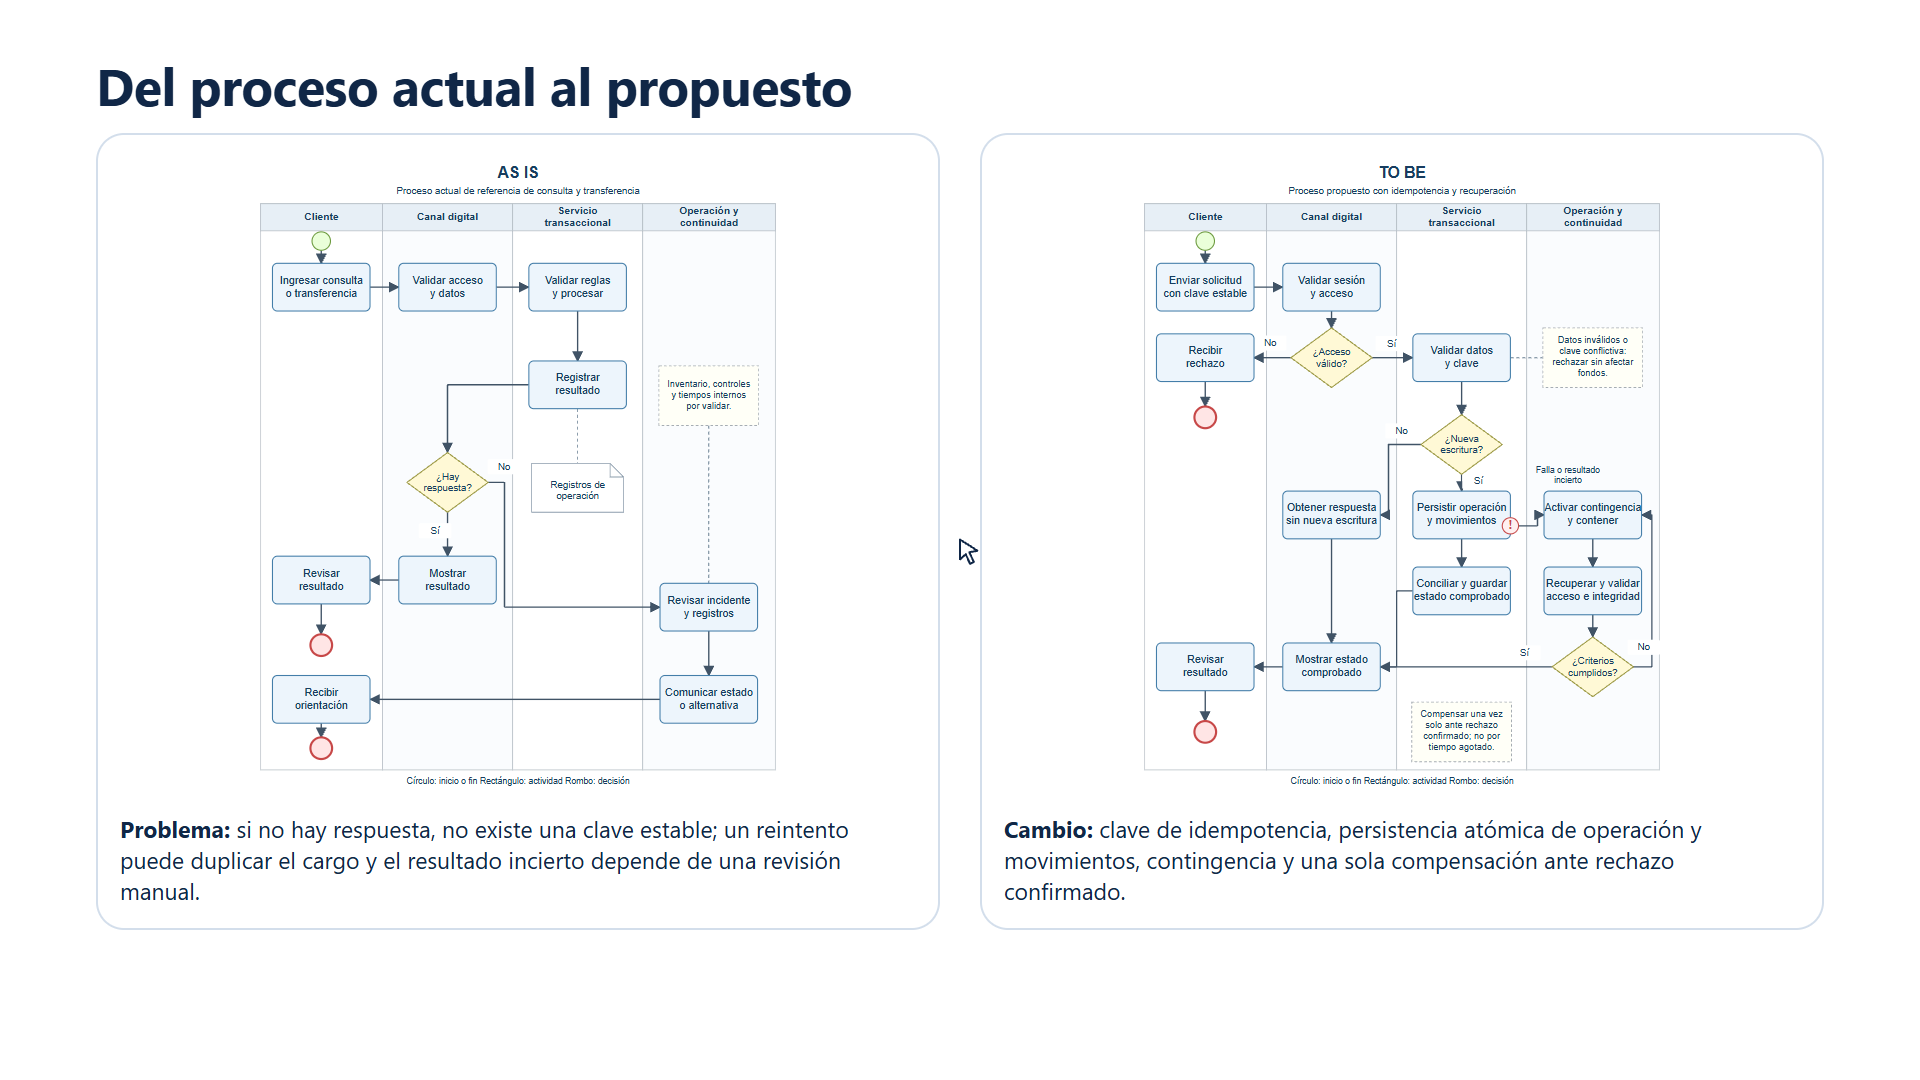 Del proceso actual al propuesto
AS IS
Proceso actual de referencia de consulta y transferencia
Cliente
Canal digital
Servicio
transaccional
Operación y
continuidad
Ingresar consulta
o transferencia
Validar acceso
y datos
Validar reglas
y procesar
Registrar
resultado
Inventario, controles
y tiempos internos
por validar.
¿Hay
respuesta?
No
Sí
Registros de
operación
Revisar
resultado
Mostrar
resultado
Revisar incidente
y registros
Recibir
orientación
Comunicar estado
o alternativa
Círculo: inicio o fin Rectángulo: actividad Rombo: decisión
Problema: si no hay respuesta, no existe una clave estable; un reintento
puede duplicar el cargo y el resultado incierto depende de una revisión
manual.
TO BE
Proceso propuesto con idempotencia y recuperación
Cliente
Canal digital
Servicio
transaccional
Operación y
continuidad
Enviar solicitud
con clave estable
Validar sesión
y acceso
Recibir
rechazo
No
¿Acceso
válido?
Sí
Validar datos
y clave
Datos inválidos o
clave conflictiva:
rechazar sin afectar
fondos.
No
¿Nueva
escritura?
Sí
Falla o resultado
incierto
Obtener respuesta
sin nueva escritura
Persistir operación
y movimientos
!
Activar contingencia
y contener
Conciliar y guardar
estado comprobado
Recuperar y validar
acceso e integridad
Revisar
resultado
Mostrar estado
comprobado
Sí
¿Criterios
cumplidos?
No
Compensar una vez
solo ante rechazo
confirmado; no por
tiempo agotado.
Círculo: inicio o fin Rectángulo: actividad Rombo: decisión
Cambio: clave de idempotencia, persistencia atómica de operación y
movimientos, contingencia y una sola compensación ante rechazo
confirmado.